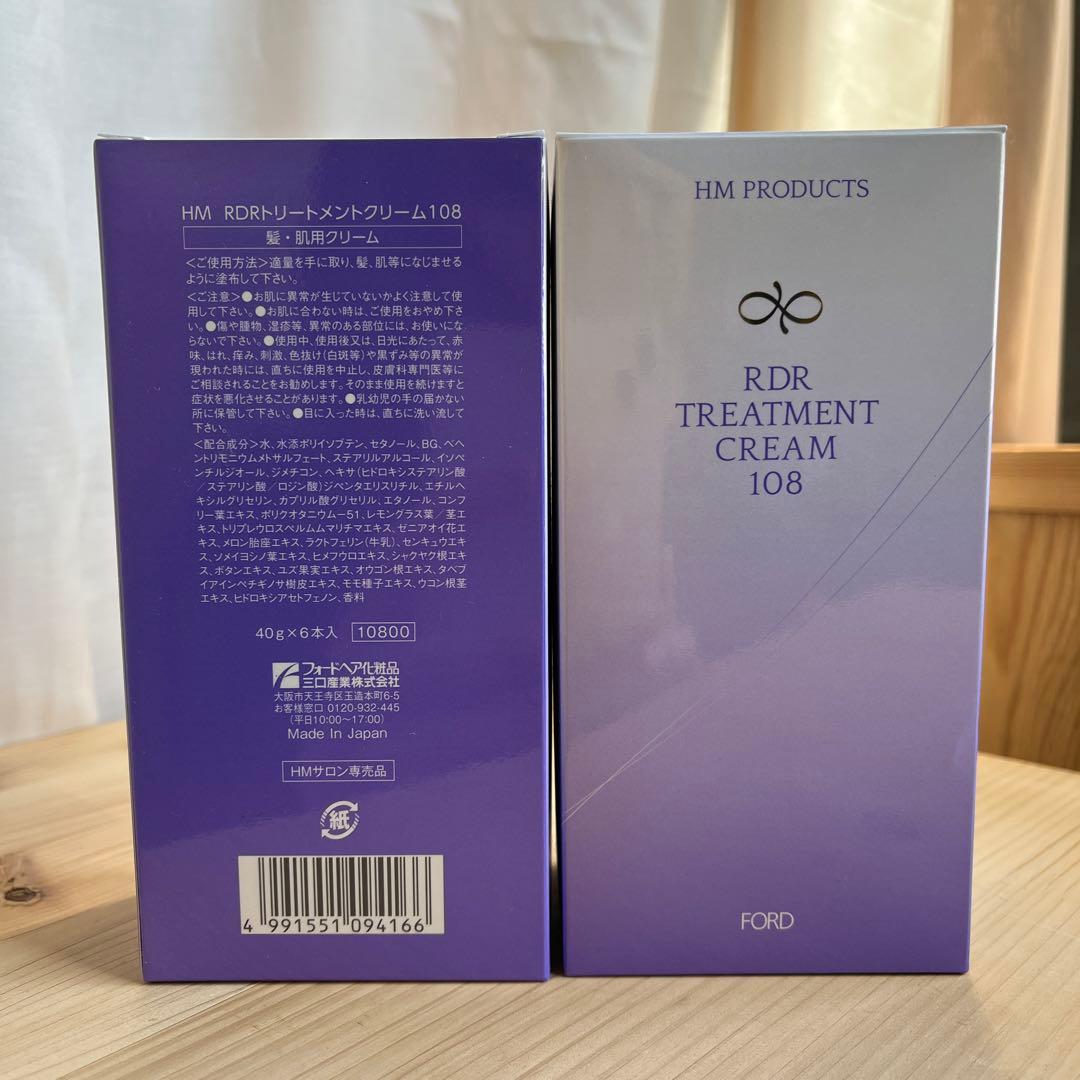 HM RDRトリートメントクリーム108
髪・肌用クリーム
＜ご使用方法＞適量を手に取り、髪、肌等になじませる
ように塗布して下さい。
＜ご注意＞●お肌に異常が生じていないかよく注意して使
用して下さい。●お肌に合わない時は、ご使用をおやめ下さ
い。●傷や腫物、湿疹等、異常のある部位には、お使いにな
らないで下さい。●使用中、使用後又は、日光にあたって、赤
味、はれ、痒み、刺激、色抜け(白斑等)や黒ずみ等の異常が
現われた時には、直ちに使用を中止し、皮膚科専門医等に
ご相談されることをお勧めします。そのまま使用を続けますと
症状を悪化させることがあります。●乳幼児の手の届かない
所に保管して下さい。●目に入った時は、直ちに洗い流して
下さい。
＜配合成分＞水、水添ポリイソブテン、セタノール、BG、ベヘ
ントリモニウムメトサルフェート、ステアリルアルコール、イソペ
ンチルジオール、ジメチコン、ヘキサ(ヒドロキシステアリン酸
／ステアリン酸／ロジン酸)ジペンタエリスリチル、エチルヘ
キシルグリセリン、カプリル酸グリセリル、エタノール、コンフ
リー葉エキス、ポリクオタニウム-51、レモングラス葉／茎エ
キス、トリプレウロスペルムムマリチマエキス、ゼニアオイ花エ
キス、メロン胎座エキス、ラクトフェリン(牛乳)、センキュウエキ
ス、ソメイヨシノ葉エキス、ヒメフウロエキス、シャクヤク根エキ
ス、ボタンエキス、ユズ果実エキス、オウゴン根エキス、タベブ
イアインペチギノサ樹皮エキス、モモ種子エキス、ウコン根茎
エキス、ヒドロキシアセトフェノン、香料
40g×6本入 10800
フォードヘア化粧品
三口産業株式会社
大阪市天王寺区玉造本町6-5
お客様窓口 0120-932-445
(平日10:00〜17:00)
Made In Japan
HMサロン専売品
紙
4 991551 094166
HM PRODUCTS
RDR
TREATMENT
CREAM
108
FORD